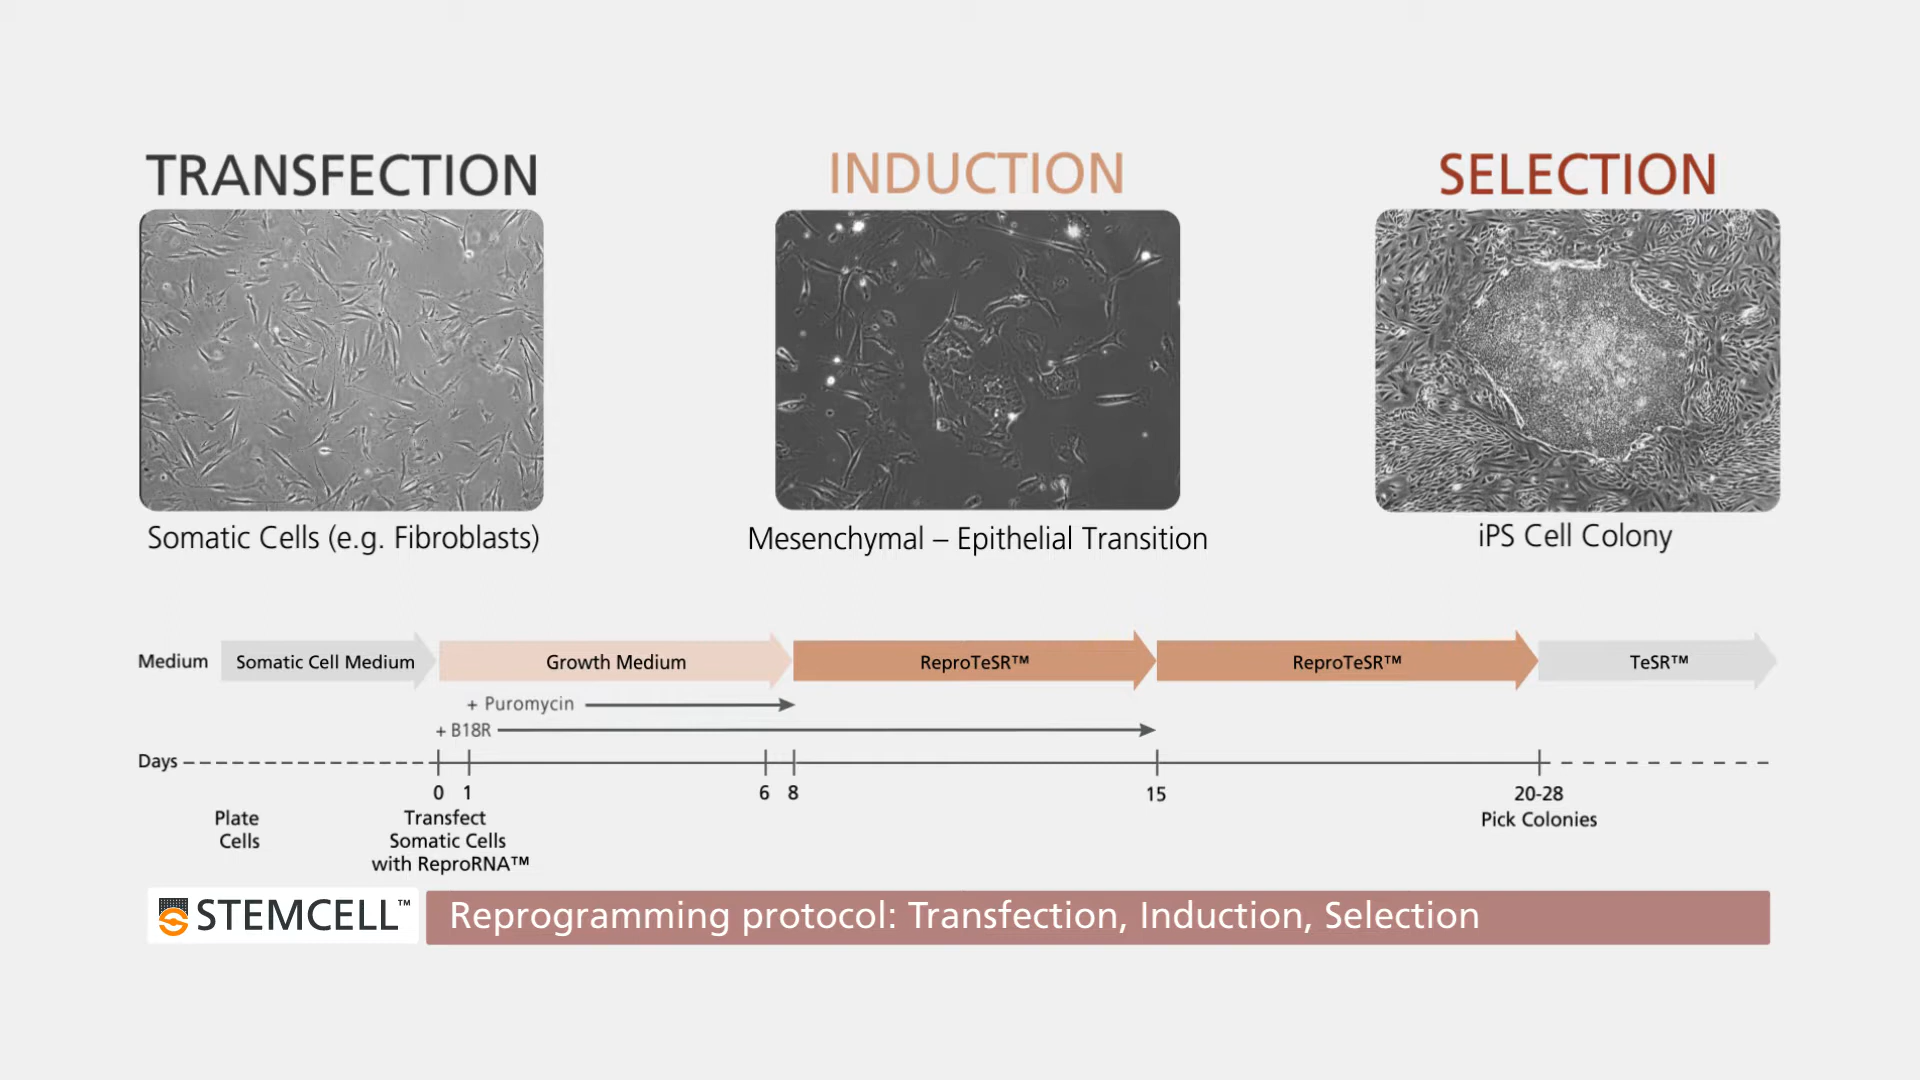 TRANSFECTION
INDUCTION
SELECTION
Somatic Cells (e.g. Fibroblasts)
Mesenchymal – Epithelial Transition
iPS Cell Colony
Medium
Somatic Cell Medium
Growth Medium
ReproTeSR™
ReproTeSR™
TeSR™
+ Puromycin
+ B18R
Days
0
1
6
8
15
20-28
Plate
Cells
Transfect
Somatic Cells
with ReproRNA™
Pick Colonies
STEMCELL™
Reprogramming protocol: Transfection, Induction, Selection